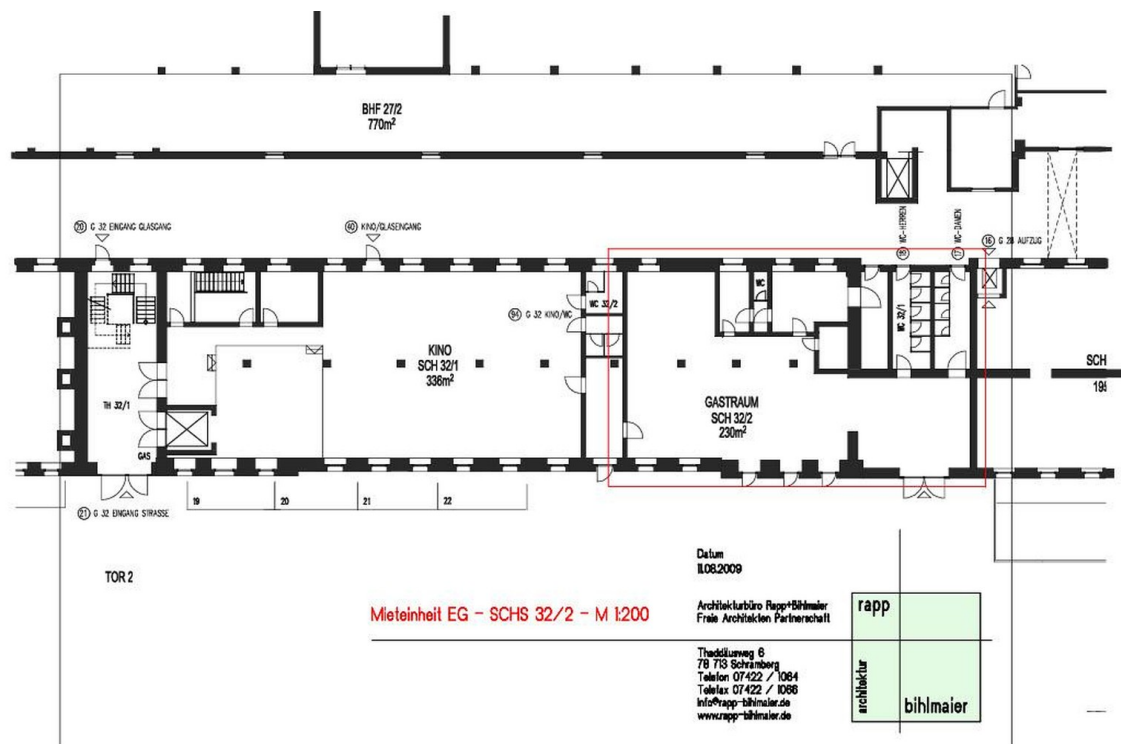 BHF 27/2
770m²
20 G 32 EINGANG GLASGANG
40 KINO/GLASEINGANG
18 WC-HERREN
17 WC-DAMEN
16 G 28 AUFZUG
WC 32/2
WC
94 G 32 KINO/WC
WC 32/1
KINO
SCH 32/1
336m²
SCH
195
TH 32/1
GASTRAUM
SCH 32/2
230m²
GAS
19
20
21
22
21 G 32 EINGANG STRASSE
TOR 2
Datum
11.08.2009
Mieteinheit EG - SCHS 32/2 - M 1:200
Architekturbüro Rapp+Bihlmaier
Freie Architekten Partnerschaft
Thaddäusweg 6
78 713 Schramberg
Telefon 07422 / 1064
Telefax 07422 / 1066
info@rapp-bihlmaier.de
www.rapp-bihlmaier.de
rapp
architektur
bihlmaier